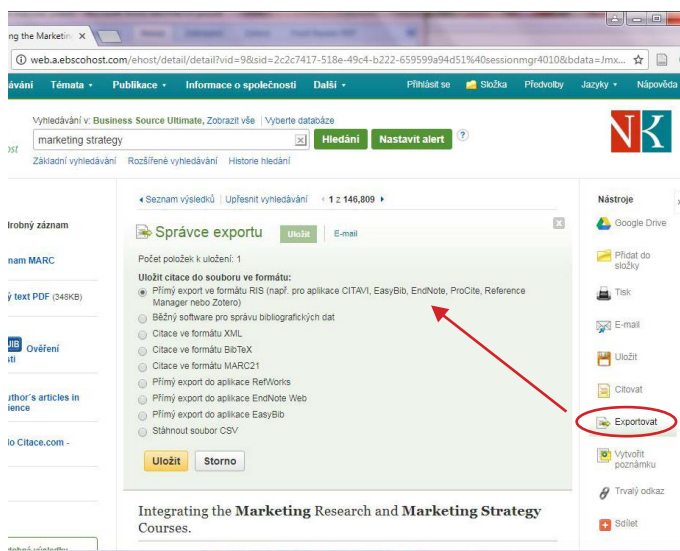 ng the Marketin
web.a.ebscohost.com/ehost/detail/detail?vid=9&sid=2c2c7417-518e-49c4-b222-659599a94d51%40sessionmgr4010&bdata=Jmx...
ávání Témata Publikace Informace o společnosti Další Přihlásit se Složka Předvolby Jazyky Nápověda
Vyhledávání v: Business Source Ultimate, Zobrazit vše | Vyberte databáze
ost marketing strategy Hledání Nastavit alert ?
NK
Základní vyhledávání Rozšířené vyhledávání Historie hledání
Seznam výsledků | Upřesnit vyhledávání 1 z 146,809
Nástroje
drobný záznam
nam MARC
ý text PDF (348KB)
Ověření
sti
uthor's articles in
ience
lo Citace.com -
Správce exportu Uložit E-mail
Počet položek k uložení: 1
Uložit citace do souboru ve formátu:
Přímý export ve formátu RIS (např. pro aplikace CITAVI, EasyBib, EndNote, ProCite, Reference
Manager nebo Zotero)
Běžný software pro správu bibliografických dat
Citace ve formátu XML
Citace ve formátu BibTeX
Citace ve formátu MARC21
Přímý export do aplikace RefWorks
Přímý export do aplikace EndNote Web
Přímý export do aplikace EasyBib
Stáhnout soubor CSV
Uložit Storno
Integrating the Marketing Research and Marketing Strategy
Courses.
Google Drive
Přidat do
složky
Tisk
E-mail
Uložit
Citovat
Exportovat
Vytvořit
poznámku
Trvalý odkaz
Sdílet